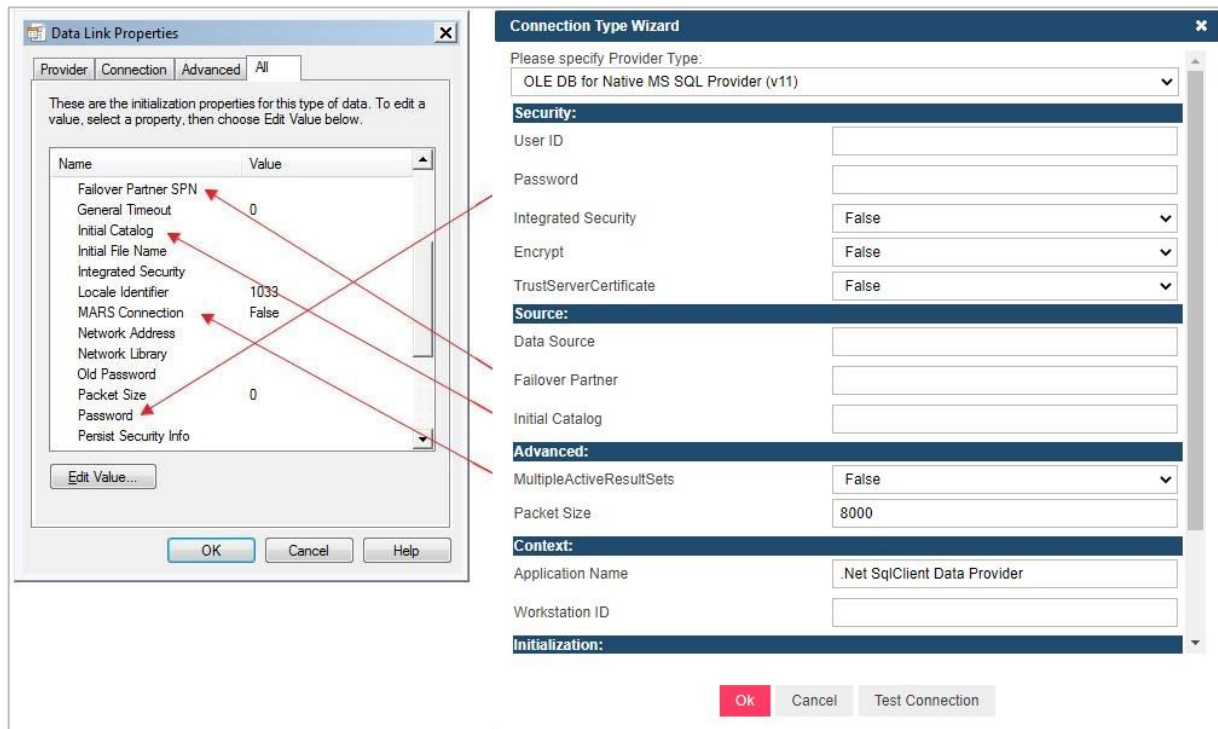 Data Link Properties
Provider Connection Advanced All
These are the initialization properties for this type of data. To edit a
value, select a property, then choose Edit Value below.
Name Value
Failover Partner SPN
General Timeout 0
Initial Catalog
Initial File Name
Integrated Security
Locale Identifier 1033
MARS Connection False
Network Address
Network Library
Old Password
Packet Size 0
Password
Persist Security Info
Edit Value...
OK Cancel Help
Connection Type Wizard
Please specify Provider Type:
OLE DB for Native MS SQL Provider (v11)
Security:
User ID
Password
Integrated Security False
Encrypt False
TrustServerCertificate False
Source:
Data Source
Failover Partner
Initial Catalog
Advanced:
MultipleActiveResultSets False
Packet Size 8000
Context:
Application Name .Net SqlClient Data Provider
Workstation ID
Initialization:
Ok Cancel Test Connection